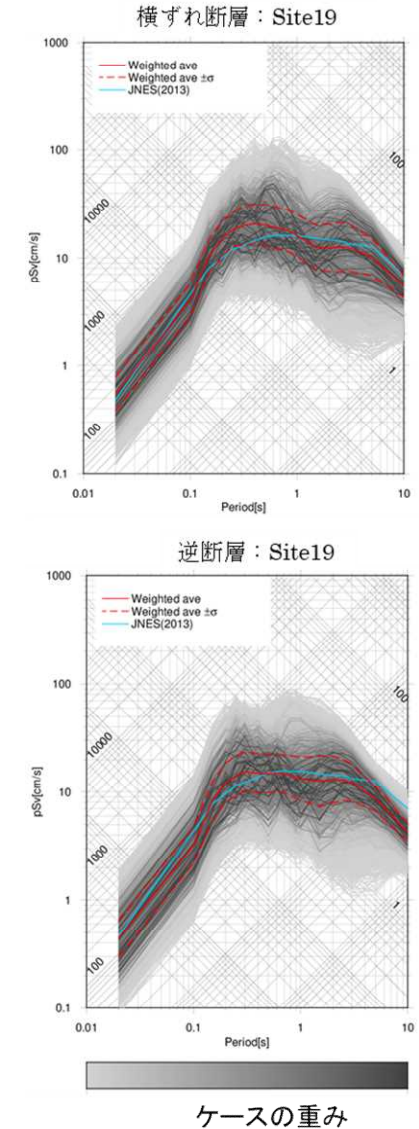 横ずれ断層：Site19
1000
Weighted ave
Weighted ave ±σ
JNES(2013)
100
100
10000
pSv[cm/s]
10
1000
1
1
100
0.1
0.01 0.1 1 10
Period[s]
逆断層：Site19
1000
Weighted ave
Weighted ave ±σ
JNES(2013)
100
100
10000
pSv[cm/s]
10
1000
1
1
100
0.1
0.01 0.1 1 10
Period[s]
ケースの重み